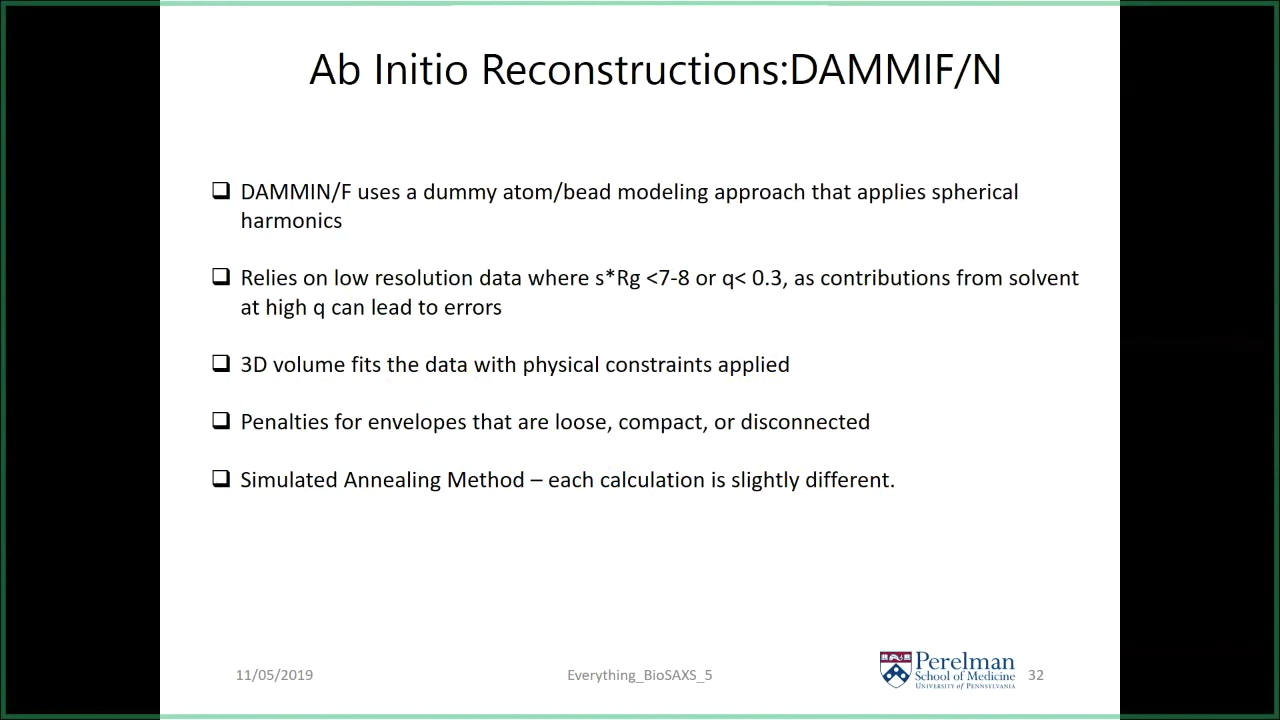 Ab Initio Reconstructions:DAMMIF/N
DAMMIN/F uses a dummy atom/bead modeling approach that applies spherical
harmonics
Relies on low resolution data where s*Rg <7-8 or q< 0.3, as contributions from solvent
at high q can lead to errors
3D volume fits the data with physical constraints applied
Penalties for envelopes that are loose, compact, or disconnected
Simulated Annealing Method – each calculation is slightly different.
11/05/2019
Everything_BioSAXS_5
Perelman
School of Medicine
University of Pennsylvania
32